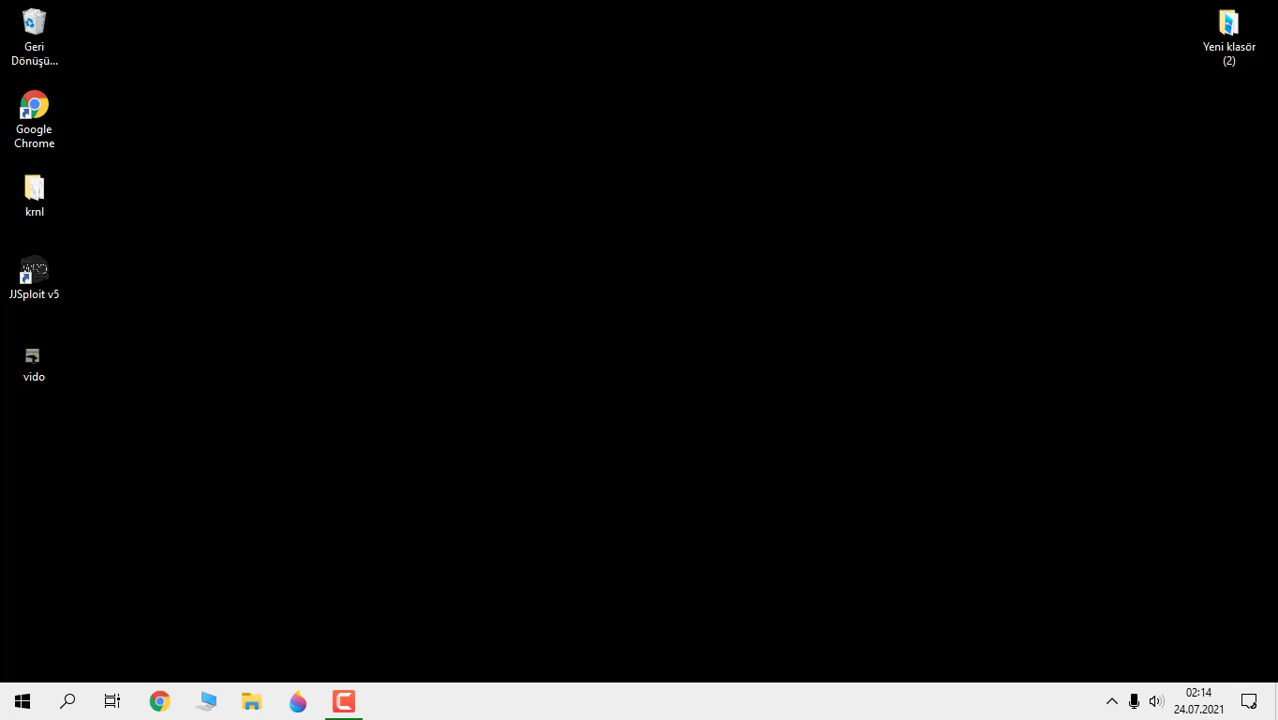 Geri
Dönüşü...
Google
Chrome
krnl
JJSploit v5
vido
Yeni klasör
(2)
02:14
24.07.2021